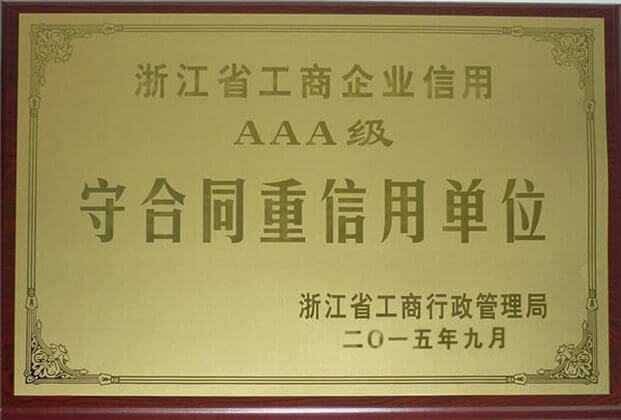 浙江省工商企业信用
AAA级
守合同重信用单位
浙江省工商行政管理局
二〇一五年九月